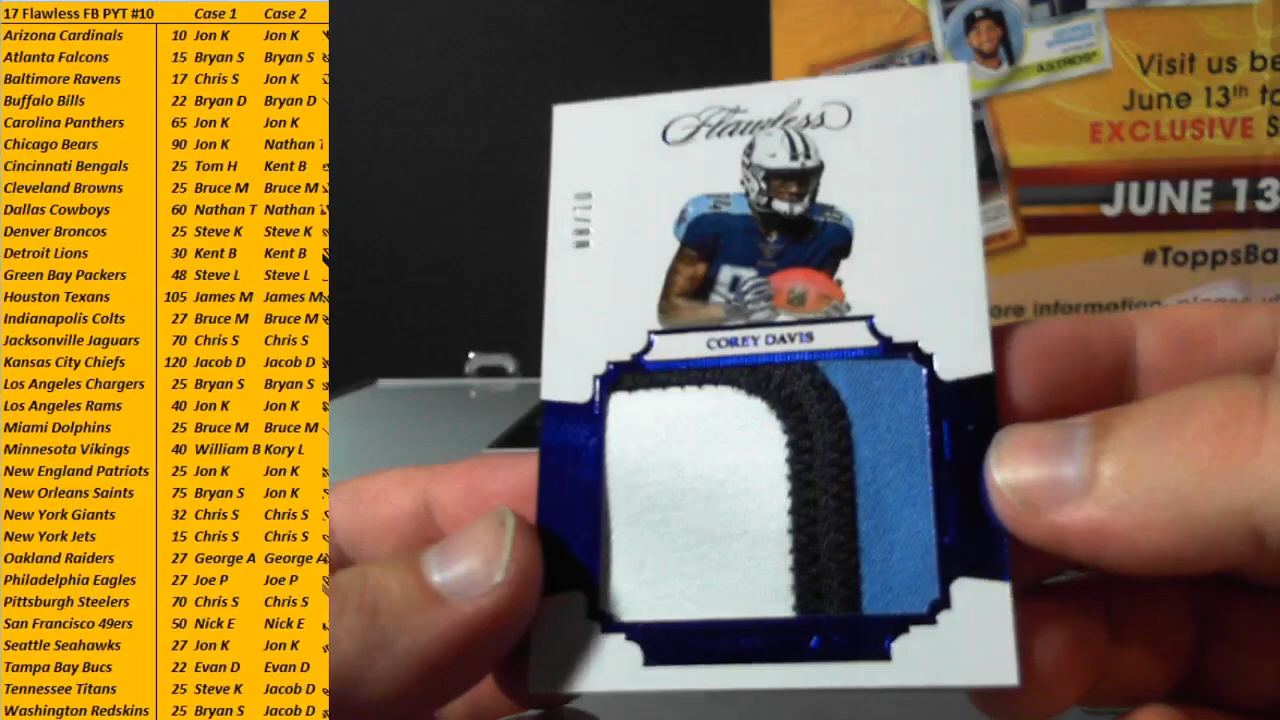 17 Flawless FB PYT #10 Case 1 Case 2
Arizona Cardinals 10 Jon K Jon K
Atlanta Falcons 15 Bryan S Bryan S
Baltimore Ravens 17 Chris S Jon K
Buffalo Bills 22 Bryan D Bryan D
Carolina Panthers 65 Jon K Jon K
Chicago Bears 90 Jon K Nathan T
Cincinnati Bengals 25 Tom H Kent B
Cleveland Browns 25 Bruce M Bruce M
Dallas Cowboys 60 Nathan T Nathan
Denver Broncos 25 Steve K Steve K
Detroit Lions 30 Kent B Kent B
Green Bay Packers 48 Steve L Steve L
Houston Texans 105 James M James M
Indianapolis Colts 27 Bruce M Bruce M
Jacksonville Jaguars 70 Chris S Chris S
Kansas City Chiefs 120 Jacob D Jacob D
Los Angeles Chargers 25 Bryan S Bryan S
Los Angeles Rams 40 Jon K Jon K
Miami Dolphins 25 Bruce M Bruce M
Minnesota Vikings 40 William B Kory L
New England Patriots 25 Jon K Jon K
New Orleans Saints 75 Bryan S Jon K
New York Giants 32 Chris S Chris S
New York Jets 15 Chris S Chris S
Oakland Raiders 27 George A George A
Philadelphia Eagles 27 Joe P Joe P
Pittsburgh Steelers 70 Chris S Chris S
San Francisco 49ers 50 Nick E Nick E
Seattle Seahawks 27 Jon K Jon K
Tampa Bay Bucs 22 Evan D Evan D
Tennessee Titans 25 Steve K Jacob D
Washington Redskins 25 Bryan S Jacob D
Flawless
COREY DAVIS
ASTROS
Visit us be
June 13th to
EXCLUSIVE S
JUNE 13
#ToppsBa
ore information, please vi